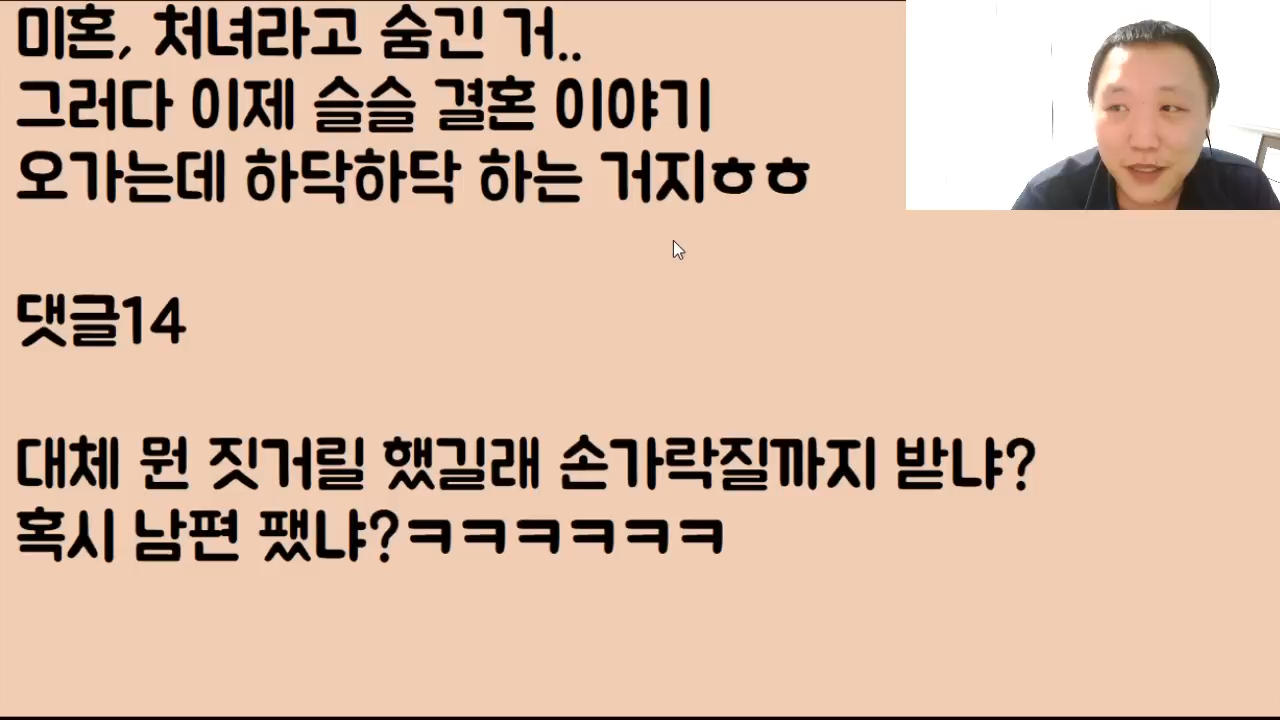 미혼, 처녀라고 숨긴 거..
그러다 이제 슬슬 결혼 이야기
오가는데 하닥하닥 하는 거지ㅎㅎ
댓글14
대체 뭔 짓거릴 했길래 손가락질까지 받냐?
혹시 남편 팼냐?ㅋㅋㅋㅋㅋㅋ